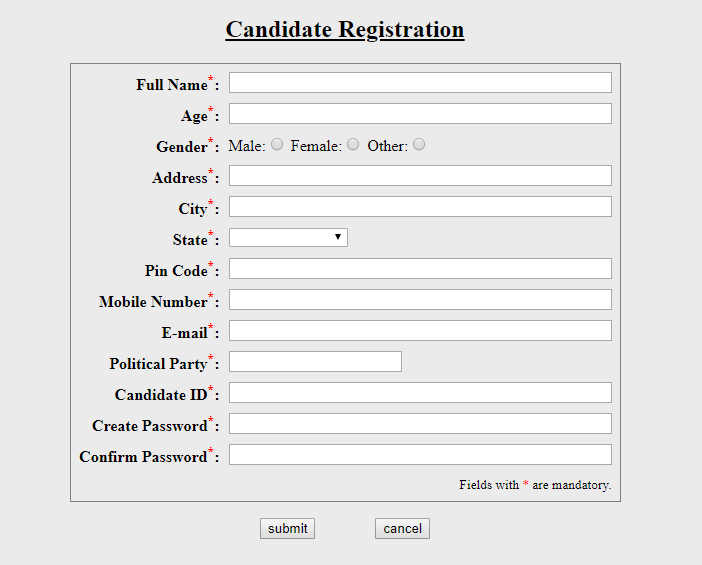 Candidate Registration
Full Name*:
Age*:
Gender*: Male: Female: Other:
Address*:
City*:
State*:
Pin Code*:
Mobile Number*:
E-mail*:
Political Party*:
Candidate ID*:
Create Password*:
Confirm Password*:
Fields with * are mandatory.
submit cancel